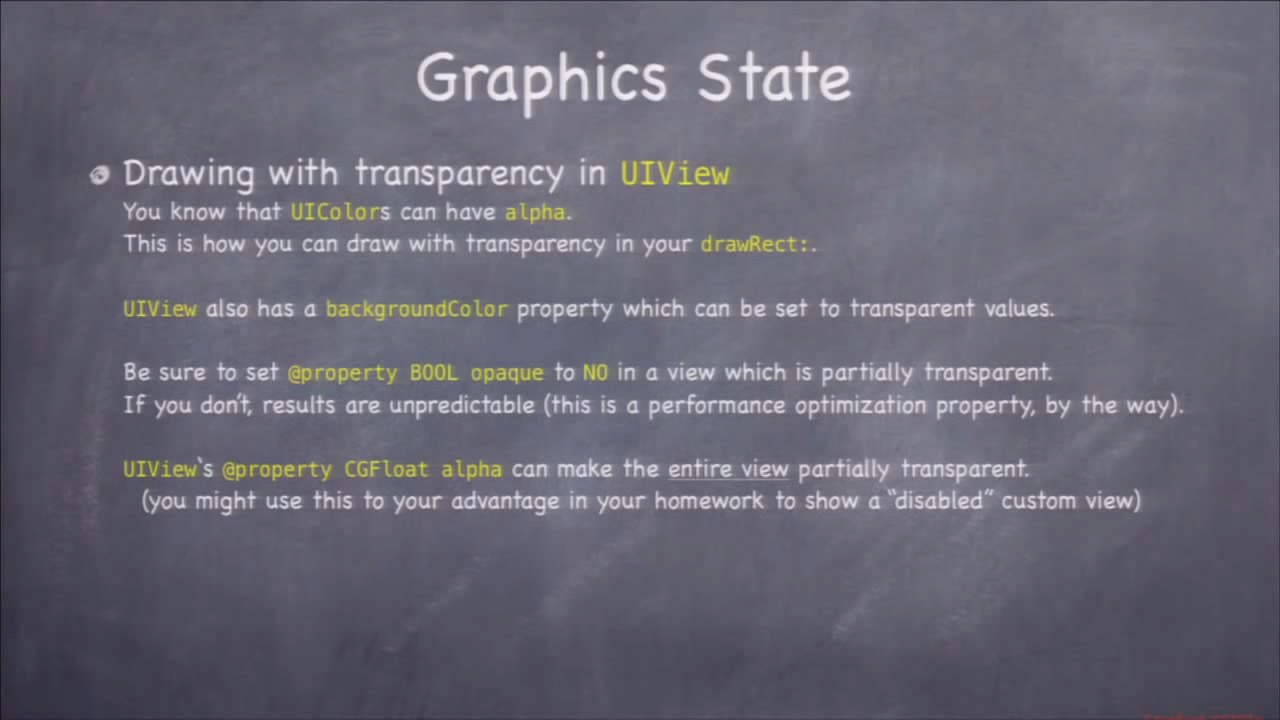 Graphics State
Drawing with transparency in UIView
You know that UIColors can have alpha.
This is how you can draw with transparency in your drawRect:.
UIView also has a backgroundColor property which can be set to transparent values.
Be sure to set @property BOOL opaque to NO in a view which is partially transparent.
If you don't, results are unpredictable (this is a performance optimization property, by the way).
UIView`s @property CGFloat alpha can make the entire view partially transparent.
(you might use this to your advantage in your homework to show a “disabled” custom view)